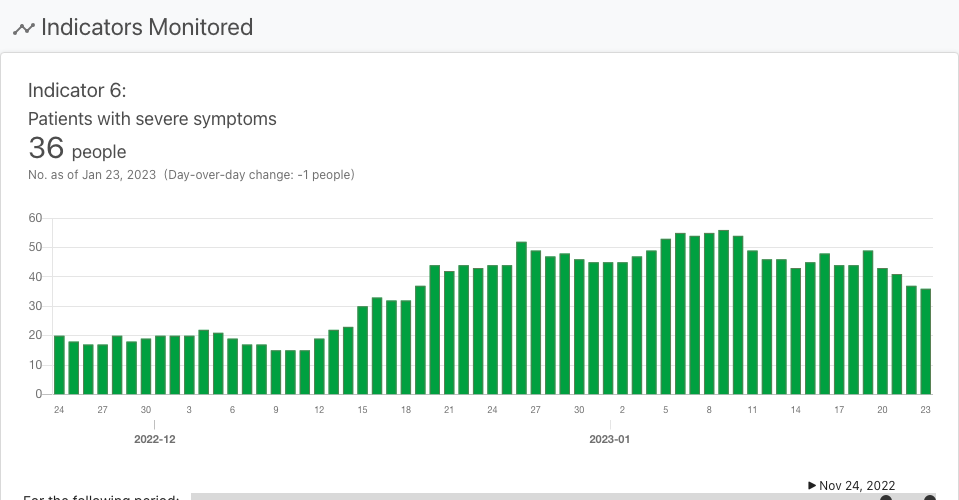 Indicators Monitored
Indicator 6:
Patients with severe symptoms
36 people
No. as of Jan 23, 2023 (Day-over-day change: -1 people)
60
50
40
30
20
10
0
24 27 30 3 6 9 12 15 18 21 24 27 30 2 5 8 11 14 17 20 23
2022-12 2023-01
▶ Nov 24, 2022
For the following period: